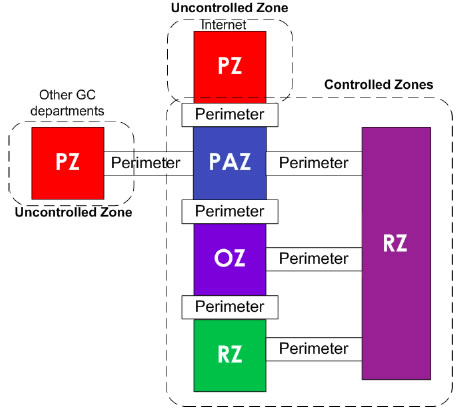 Uncontrolled Zone
Internet
PZ
Controlled Zones
Other GC
departments
Perimeter
PZ
Perimeter
PAZ
Perimeter
Uncontrolled Zone
Perimeter
OZ
Perimeter
RZ
Perimeter
RZ
Perimeter